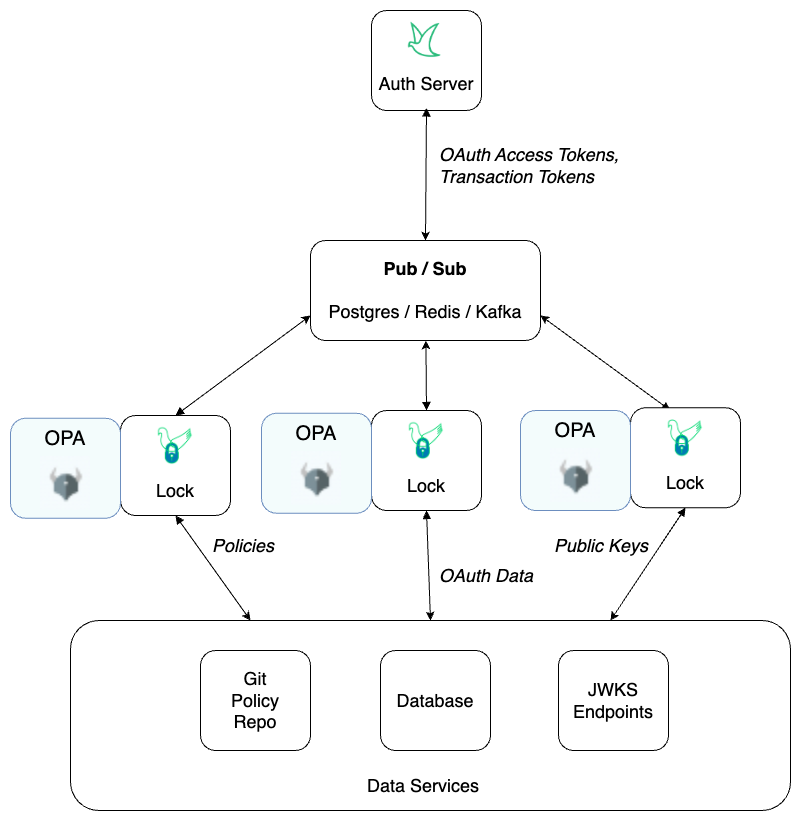 Auth Server
OAuth Access Tokens,
Transaction Tokens
Pub / Sub
Postgres / Redis / Kafka
OPA
Lock
OPA
Lock
OPA
Lock
Policies
OAuth Data
Public Keys
Git
Policy
Repo
Database
JWKS
Endpoints
Data Services